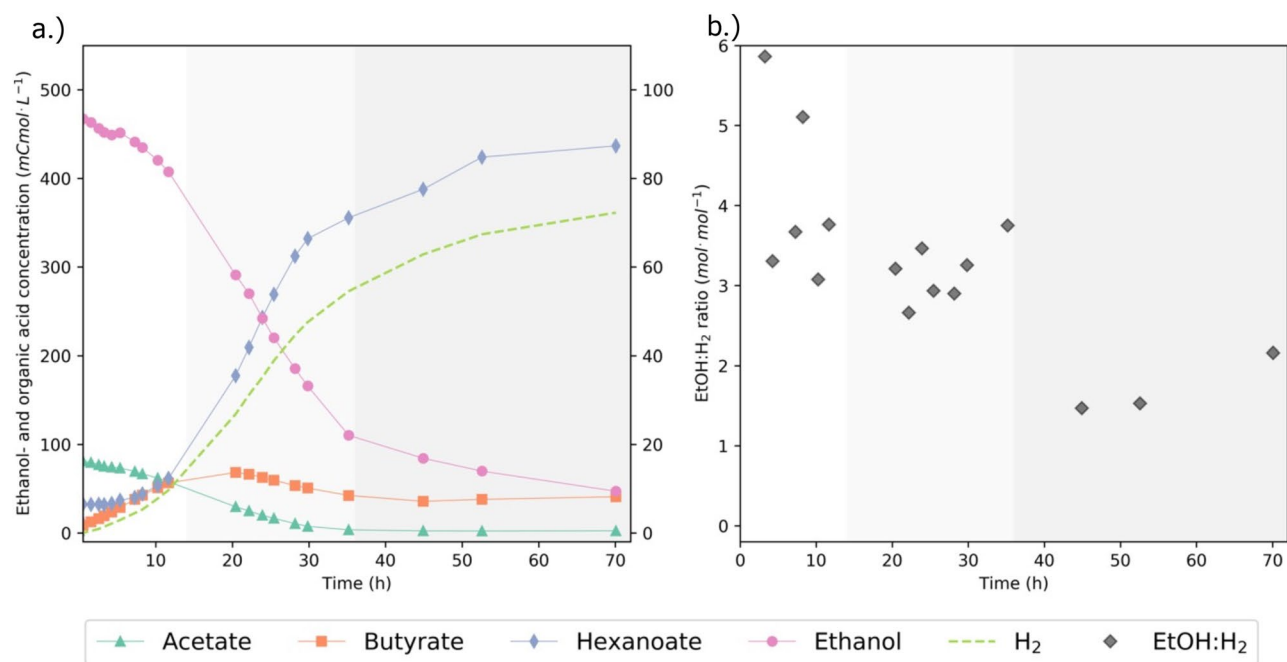 a.)
Ethanol- and organic acid concentration (mCmol·L⁻¹)
500
400
300
200
100
0
100
80
60
40
20
0
10 20 30 40 50 60 70
Time (h)
b.)
EtOH:H₂ ratio (mol·mol⁻¹)
6
5
4
3
2
1
0
0 10 20 30 40 50 60 70
Time (h)
Acetate Butyrate Hexanoate Ethanol H₂ EtOH:H₂